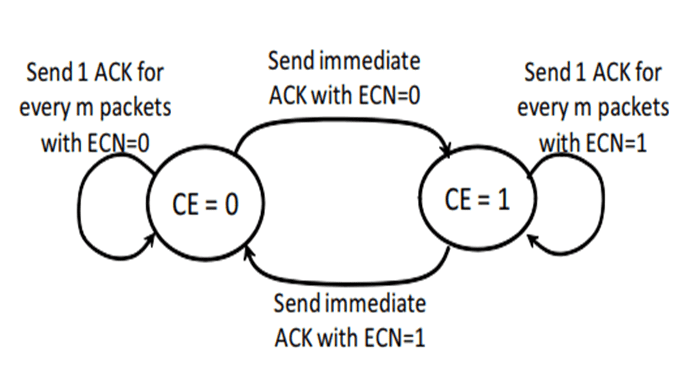 Send immediate
ACK with ECN=0
Send 1 ACK for
every m packets
with ECN=0
Send 1 ACK for
every m packets
with ECN=1
CE = 0
CE = 1
Send immediate
ACK with ECN=1